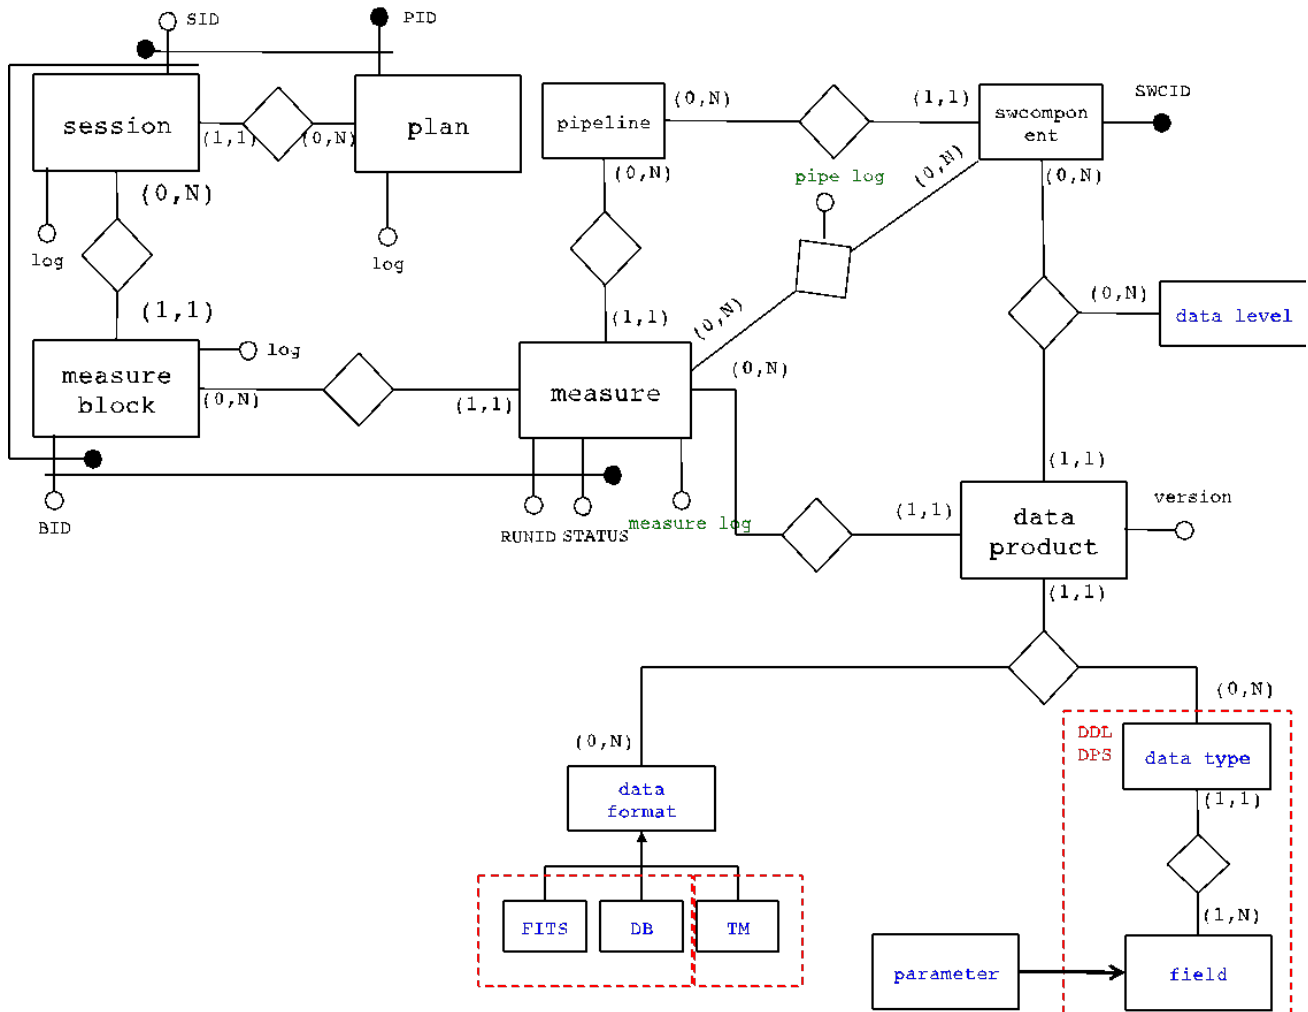 SID
PID
session
(1,1)
(0,N)
plan
pipeline
(0,N)
(1,1)
swcompon
ent
SWCID
(0,N)
log
log
(0,N)
pipe log
(0,N)
(0,N)
(1,1)
log
measure
block
(0,N)
(1,1)
(1,1)
measure
(0,N)
(0,N)
(0,N)
data level
BID
RUNID
STATUS
measure log
(1,1)
(1,1)
data
product
version
(1,1)
(0,N)
(0,N)
DDL
DPS
data type
(1,1)
data
format
FITS
DB
TM
(1,N)
parameter
field